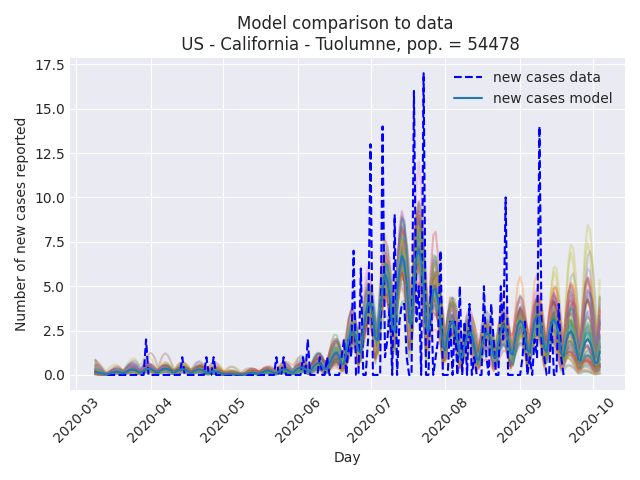 Model comparison to data
US - California - Tuolumne, pop. = 54478
17.5
15.0
12.5
10.0
7.5
5.0
2.5
0.0
Number of new cases reported
new cases data
new cases model
2020-03
2020-04
2020-05
2020-06
2020-07
2020-08
2020-09
2020-10
Day